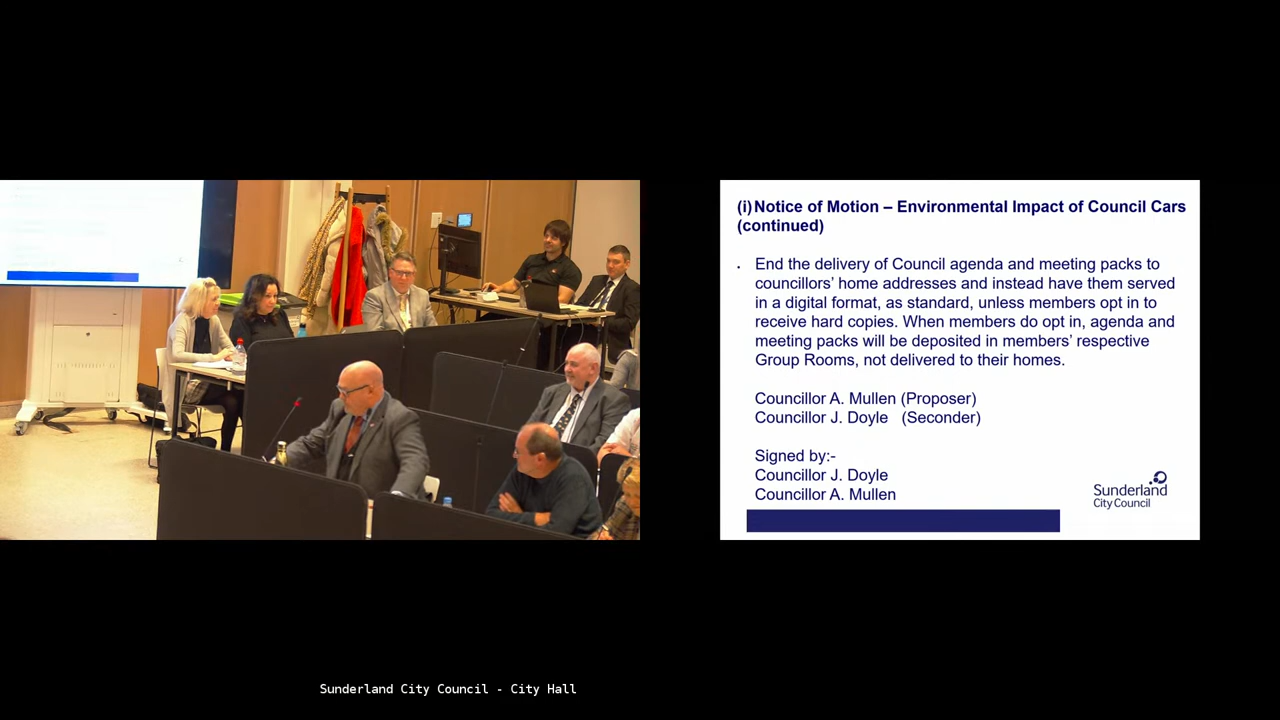 (i) Notice of Motion – Environmental Impact of Council Cars
(continued)
. End the delivery of Council agenda and meeting packs to
councillors’ home addresses and instead have them served
in a digital format, as standard, unless members opt in to
receive hard copies. When members do opt in, agenda and
meeting packs will be deposited in members’ respective
Group Rooms, not delivered to their homes.
Councillor A. Mullen (Proposer)
Councillor J. Doyle (Seconder)
Signed by:-
Councillor J. Doyle
Councillor A. Mullen
Sunderland
City Council
Sunderland City Council - City Hall